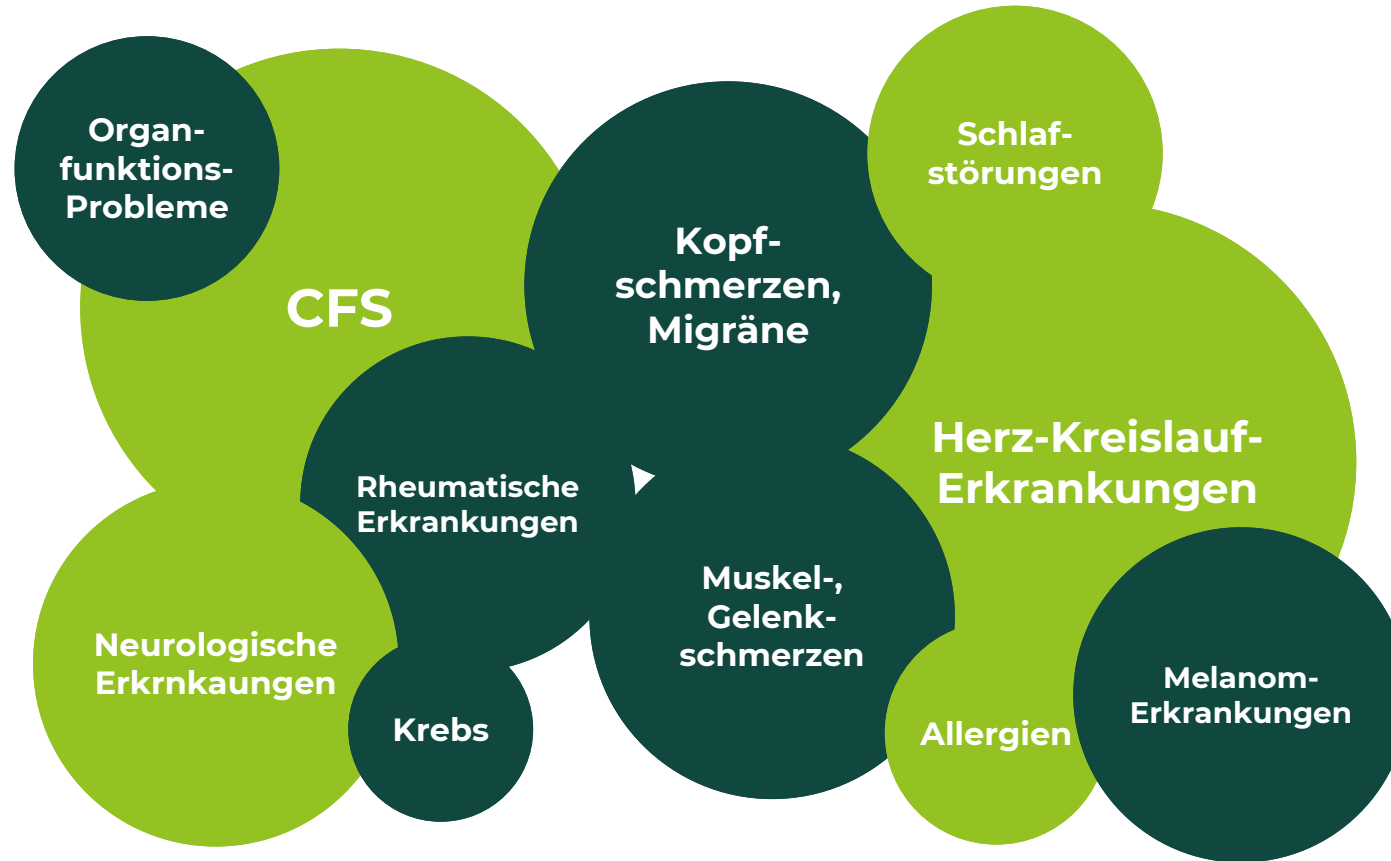 Organ-
funktions-
Probleme
CFS
Kopf-
schmerzen,
Migräne
Schlaf-
störungen
Herz-Kreislauf-
Erkrankungen
Rheumatische
Erkrankungen
Neurologische
Erkrnkaungen
Krebs
Muskel-,
Gelenk-
schmerzen
Allergien
Melanom-
Erkrankungen